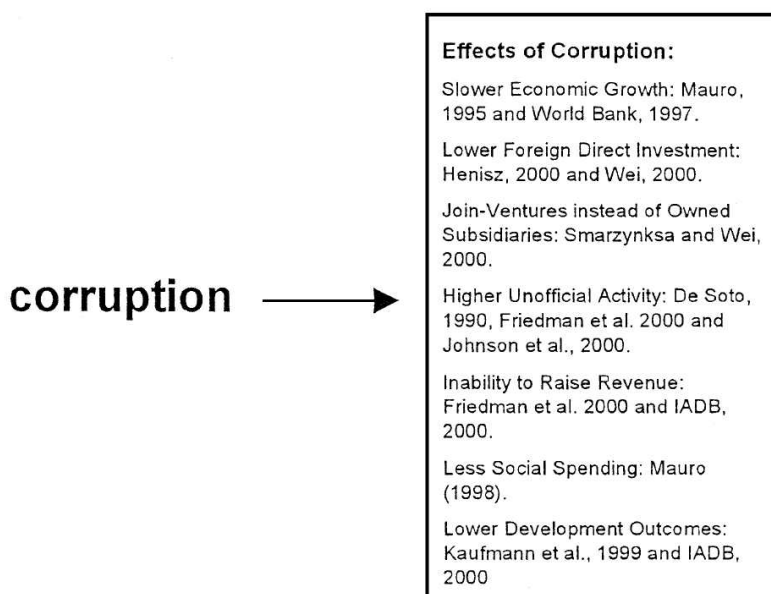 Effects of Corruption:
Slower Economic Growth: Mauro,
1995 and World Bank, 1997.
Lower Foreign Direct Investment:
Henisz, 2000 and Wei, 2000.
Join-Ventures instead of Owned
Subsidiaries: Smarzynksa and Wei,
2000.
corruption
Higher Unofficial Activity: De Soto,
1990, Friedman et al. 2000 and
Johnson et al., 2000.
Inability to Raise Revenue:
Friedman et al. 2000 and IADB,
2000.
Less Social Spending: Mauro
(1998).
Lower Development Outcomes:
Kaufmann et al., 1999 and IADB,
2000